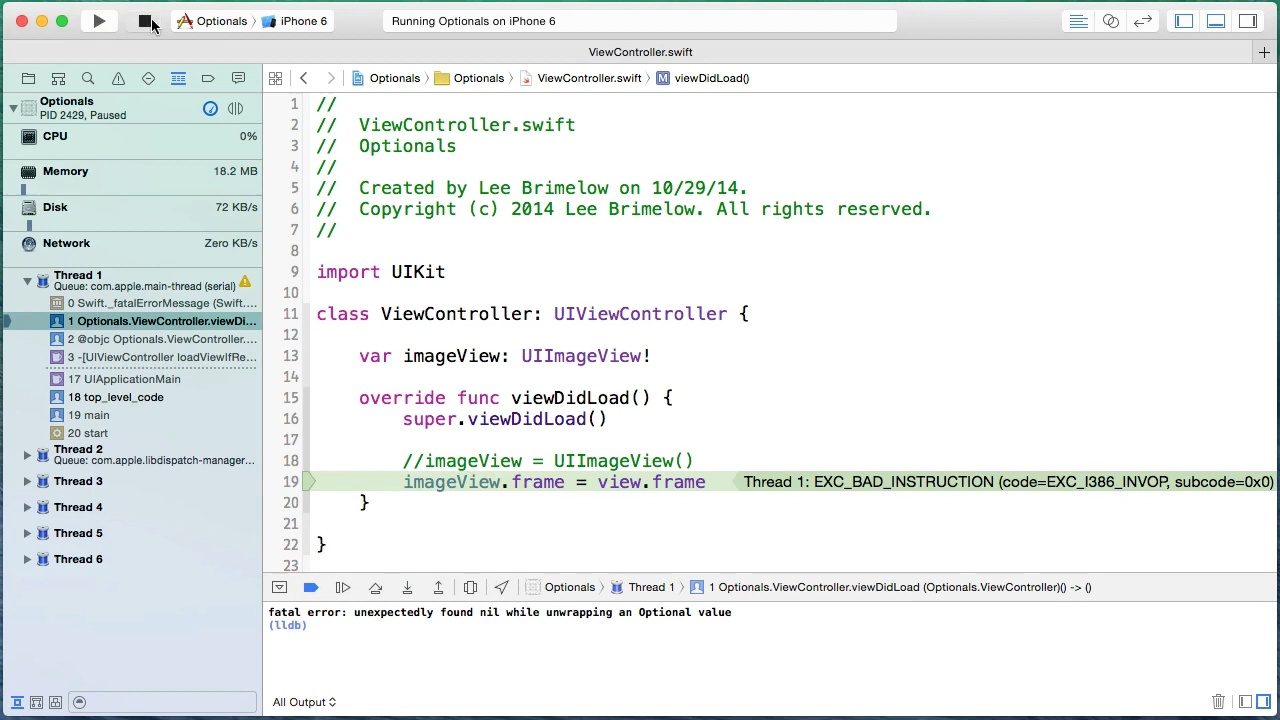 Optionals
iPhone 6
Running Optionals on iPhone 6
ViewController.swift
Optionals
Optionals
ViewController.swift
M viewDidLoad()
Optionals
PID 2429, Paused
CPU
0%
Memory
18.2 MB
Disk
72 KB/s
Network
Zero KB/s
Thread 1
Queue: com.apple.main-thread (serial)
0 Swift._fatalErrorMessage (Swift....
1 Optionals.ViewController.viewDi...
2 @objc Optionals.ViewController....
3 -[UIViewController loadViewIfRe...
17 UIApplicationMain
18 top_level_code
19 main
20 start
Thread 2
Queue: com.apple.libdispatch-manager...
Thread 3
Thread 4
Thread 5
Thread 6
1 //
2 //  ViewController.swift
3 //  Optionals
4 //
5 //  Created by Lee Brimelow on 10/29/14.
6 //  Copyright (c) 2014 Lee Brimelow. All rights reserved.
7 //
8
9 import UIKit
10
11 class ViewController: UIViewController {
12
13     var imageView: UIImageView!
14
15     override func viewDidLoad() {
16         super.viewDidLoad()
17
18         //imageView = UIImageView()
19         imageView.frame = view.frame Thread 1: EXC_BAD_INSTRUCTION (code=EXC_I386_INVOP, subcode=0x0)
20     }
21
22 }
23
Optionals
Thread 1
1 Optionals.ViewController.viewDidLoad (Optionals.ViewController)() -> ()
fatal error: unexpectedly found nil while unwrapping an Optional value
(lldb)
All Output